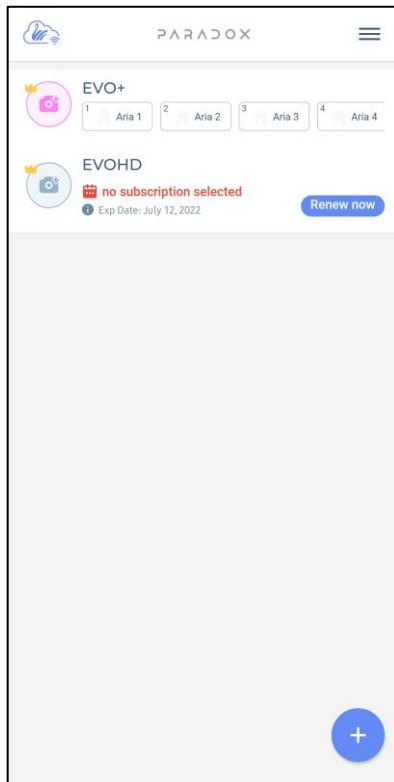 PARADOX
EVO+
1 Aria 1 2 Aria 2 3 Aria 3 4 Aria 4
EVOHD
no subscription selected
Exp Date: July 12, 2022 Renew now